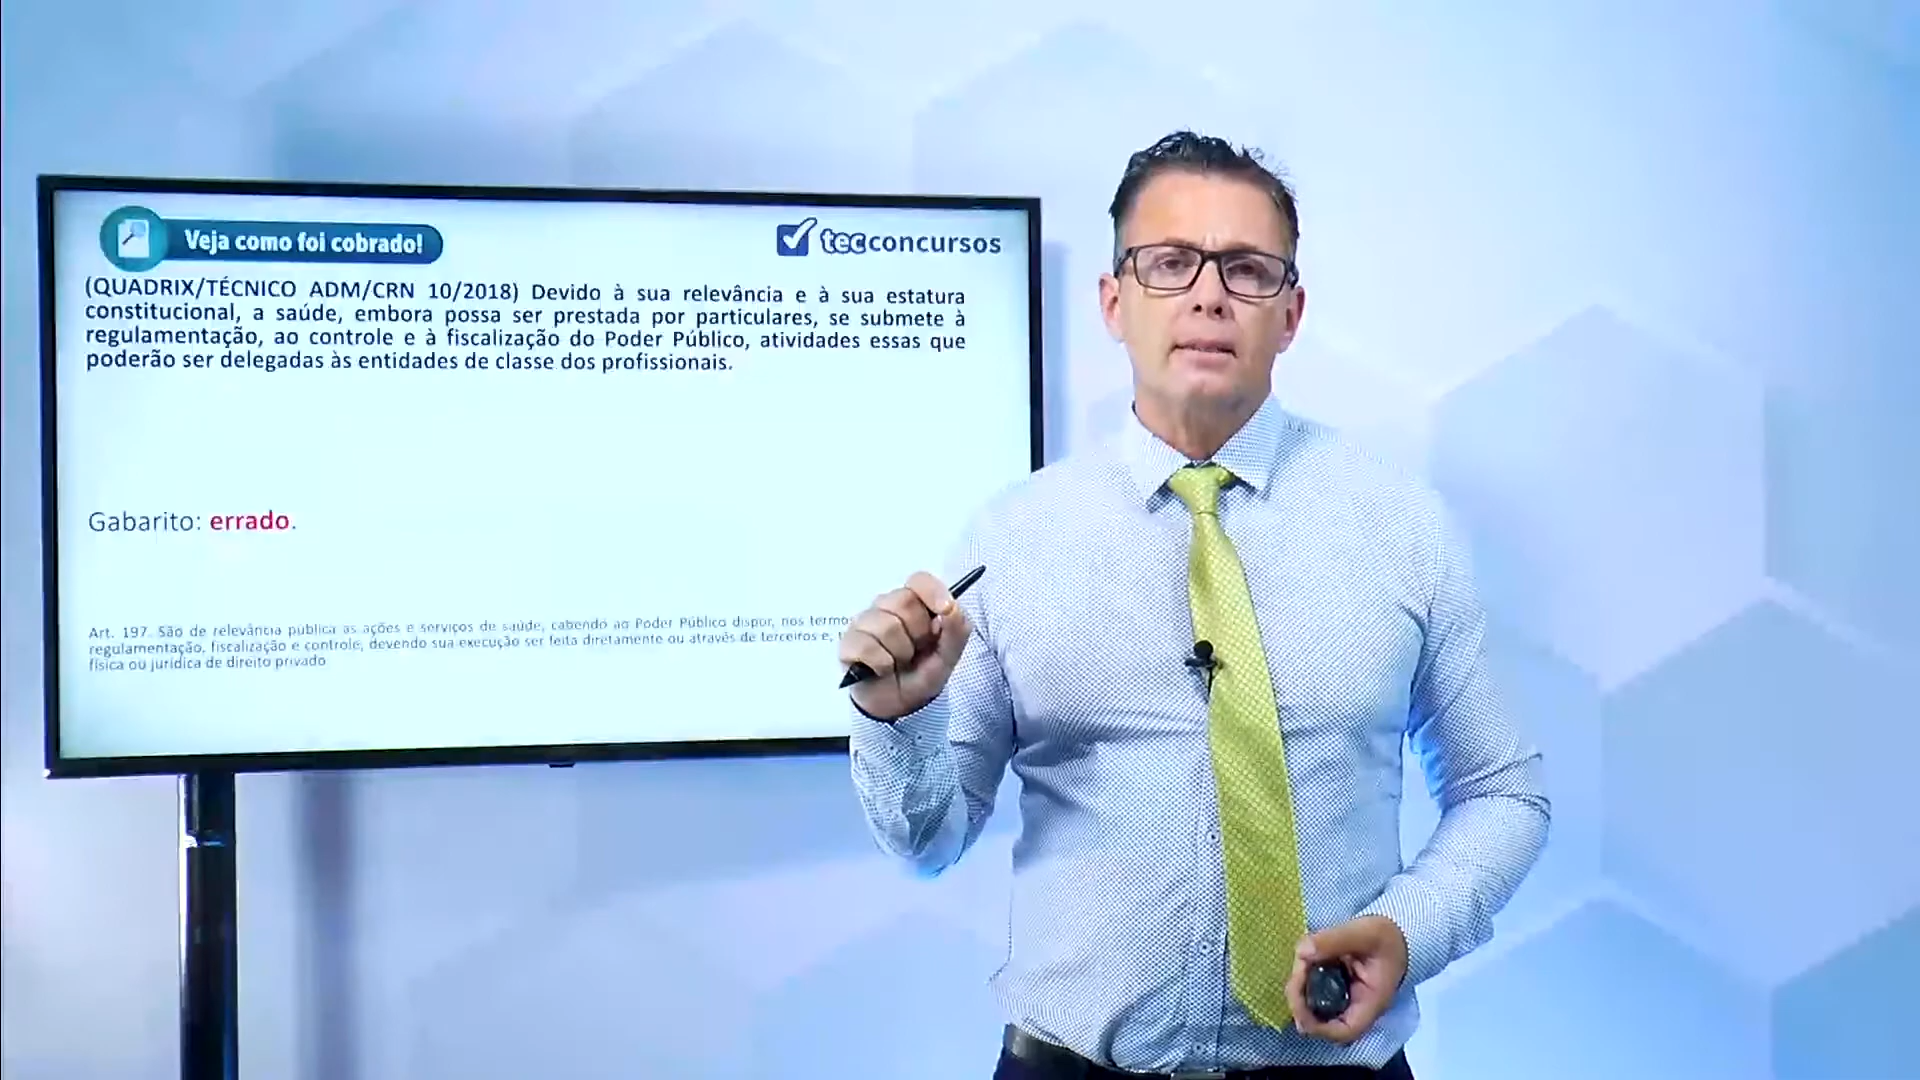 Veja como foi cobrado!
tecconcursos
(QUADRIX/TÉCNICO ADM/CRN 10/2018) Devido à sua relevância e à sua estatura
constitucional, a saúde, embora possa ser prestada por particulares, se submete à
regulamentação, ao controle e à fiscalização do Poder Público, atividades essas que
poderão ser delegadas às entidades de classe dos profissionais.
Gabarito: errado.
Art. 197. São de relevância pública as ações e serviços de saúde, cabendo ao Poder Público dispor, nos termos
regulamentação, fiscalização e controle, devendo sua execução ser feita diretamente ou através de terceiros e,
física ou jurídica de direito privado